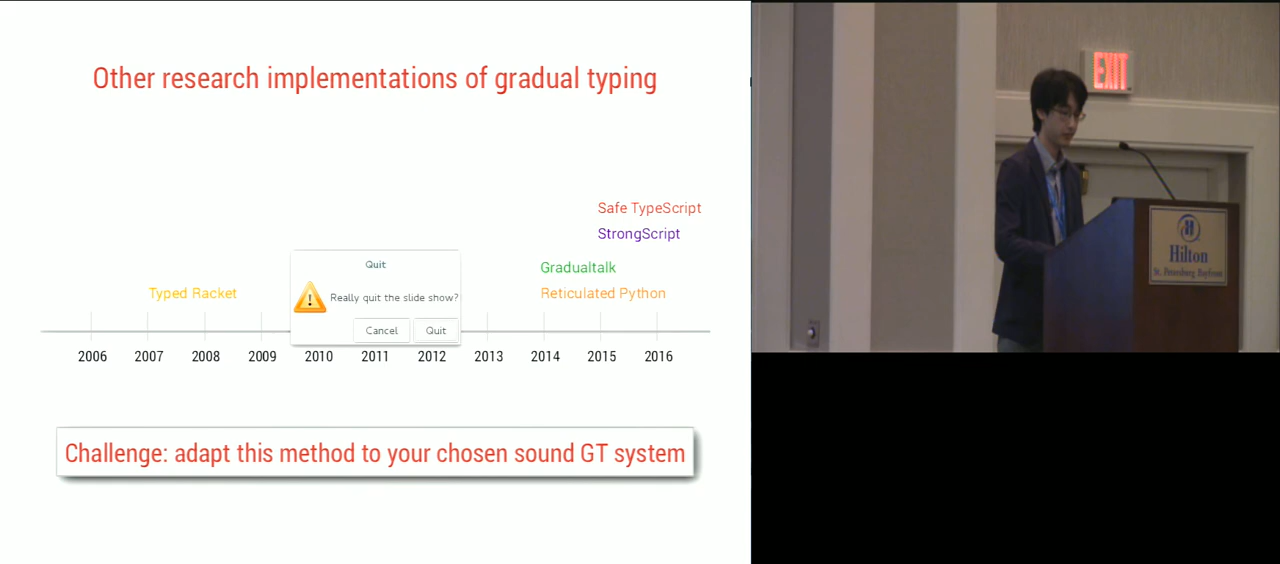 Other research implementations of gradual typing
Safe TypeScript
StrongScript
Gradualtalk
Typed Racket
Reticulated Python
Quit
Really quit the slide show?
Cancel
Quit
2006 2007 2008 2009 2010 2011 2012 2013 2014 2015 2016
Challenge: adapt this method to your chosen sound GT system
EXIT
Hilton
St. Petersburg Bayfront